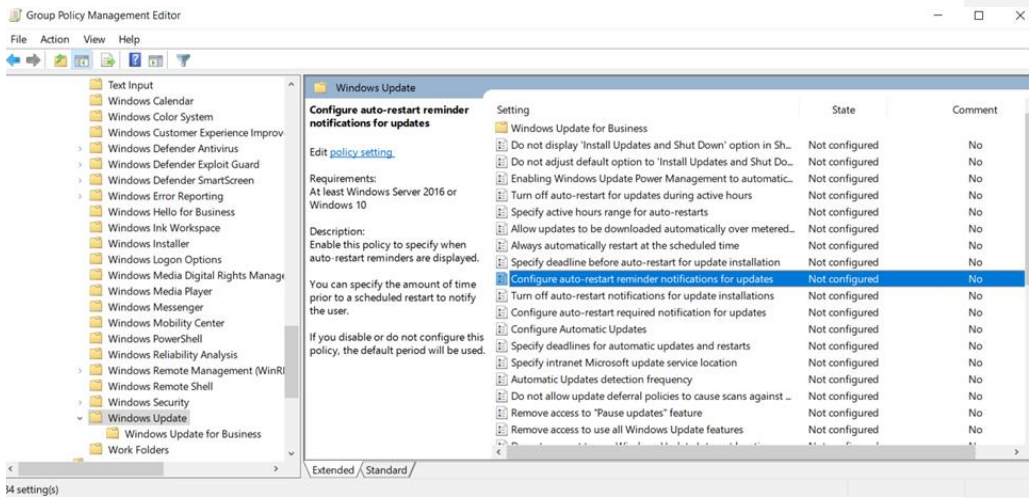 Group Policy Management Editor
File Action View Help
Text Input
Windows Calendar
Windows Color System
Windows Customer Experience Improv
Windows Defender Antivirus
Windows Defender Exploit Guard
Windows Defender SmartScreen
Windows Error Reporting
Windows Hello for Business
Windows Ink Workspace
Windows Installer
Windows Logon Options
Windows Media Digital Rights Manage
Windows Media Player
Windows Messenger
Windows Mobility Center
Windows PowerShell
Windows Reliability Analysis
Windows Remote Management (WinRI
Windows Remote Shell
Windows Security
Windows Update
Windows Update for Business
Work Folders
Windows Update
Configure auto-restart reminder
notifications for updates
Edit policy setting
Requirements:
At least Windows Server 2016 or
Windows 10
Description:
Enable this policy to specify when
auto-restart reminders are displayed.
You can specify the amount of time
prior to a scheduled restart to notify
the user.
If you disable or do not configure this
policy, the default period will be used.
Setting State Comment
Windows Update for Business
Do not display 'Install Updates and Shut Down' option in Sh... Not configured No
Do not adjust default option to 'Install Updates and Shut Do... Not configured No
Enabling Windows Update Power Management to automatic... Not configured No
Turn off auto-restart for updates during active hours Not configured No
Specify active hours range for auto-restarts Not configured No
Allow updates to be downloaded automatically over metered... Not configured No
Always automatically restart at the scheduled time Not configured No
Specify deadline before auto-restart for update installation Not configured No
Configure auto-restart reminder notifications for updates Not configured No
Turn off auto-restart notifications for update installations Not configured No
Configure auto-restart required notification for updates Not configured No
Configure Automatic Updates Not configured No
Specify deadlines for automatic updates and restarts Not configured No
Specify intranet Microsoft update service location Not configured No
Automatic Updates detection frequency Not configured No
Do not allow update deferral policies to cause scans against ... Not configured No
Remove access to "Pause updates" feature Not configured No
Remove access to use all Windows Update features Not configured No
Extended Standard
34 setting(s)